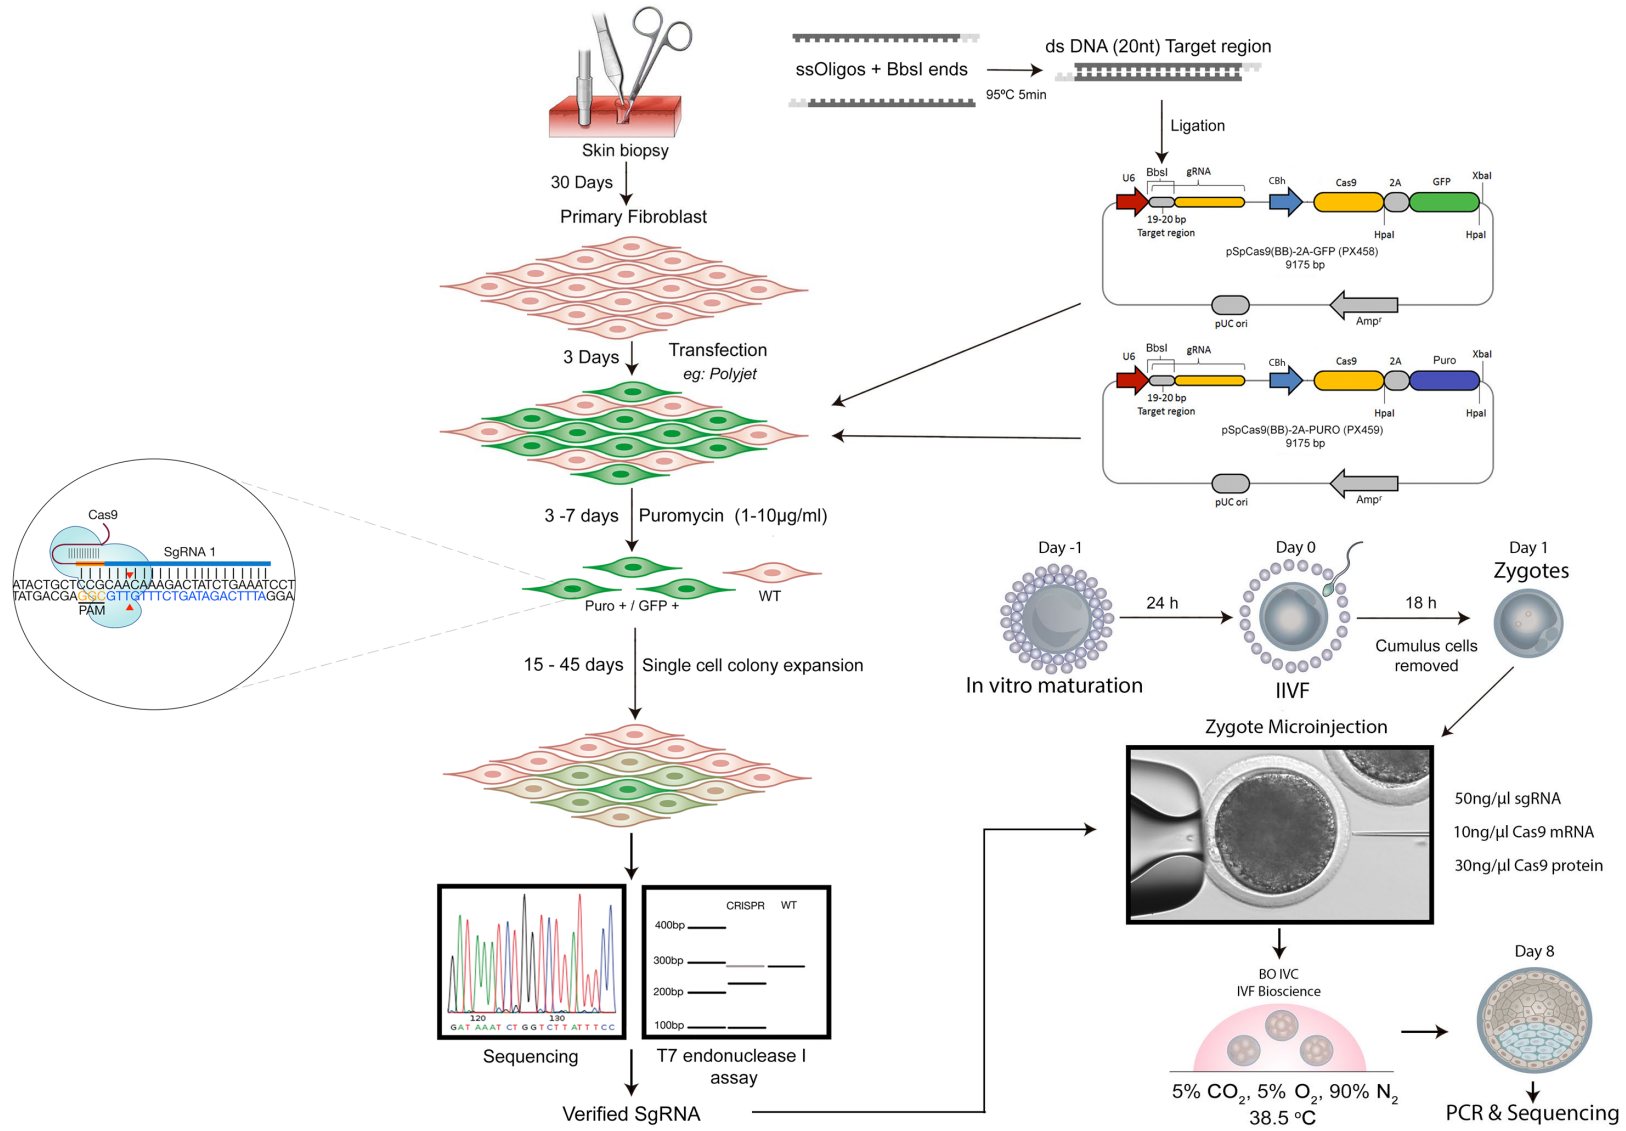 Skin biopsy
30 Days
Primary Fibroblast
3 Days
Transfection
eg: Polyjet
3 -7 days
Puromycin (1-10µg/ml)
Puro + / GFP +
WT
15 - 45 days
Single cell colony expansion
Cas9
SgRNA 1
ATACTGCTCCGCAACAAAGACTATCTGAAATCCT
TATGACGAGGCGTTGTTTCTGATAGACTTTAGGA
PAM
120 130
GATAAATCTGGTCTTATTTCC
Sequencing
CRISPR WT
400bp
300bp
200bp
100bp
T7 endonuclease I
assay
Verified SgRNA
ssOligos + BbsI ends
95ºC 5min
ds DNA (20nt) Target region
Ligation
U6 BbsI gRNA CBh Cas9 2A GFP XbaI
19-20 bp
Target region
HpaI HpaI
pSpCas9(BB)-2A-GFP (PX458)
9175 bp
pUC ori Ampʳ
U6 BbsI gRNA CBh Cas9 2A Puro XbaI
19-20 bp
Target region
HpaI HpaI
pSpCas9(BB)-2A-PURO (PX459)
9175 bp
pUC ori Ampʳ
Day -1
In vitro maturation
24 h
Day 0
IIVF
18 h
Cumulus cells
removed
Day 1
Zygotes
Zygote Microinjection
50ng/µl sgRNA
10ng/µl Cas9 mRNA
30ng/µl Cas9 protein
BO IVC
IVF Bioscience
5% CO₂, 5% O₂, 90% N₂
38.5 ºC
Day 8
PCR & Sequencing